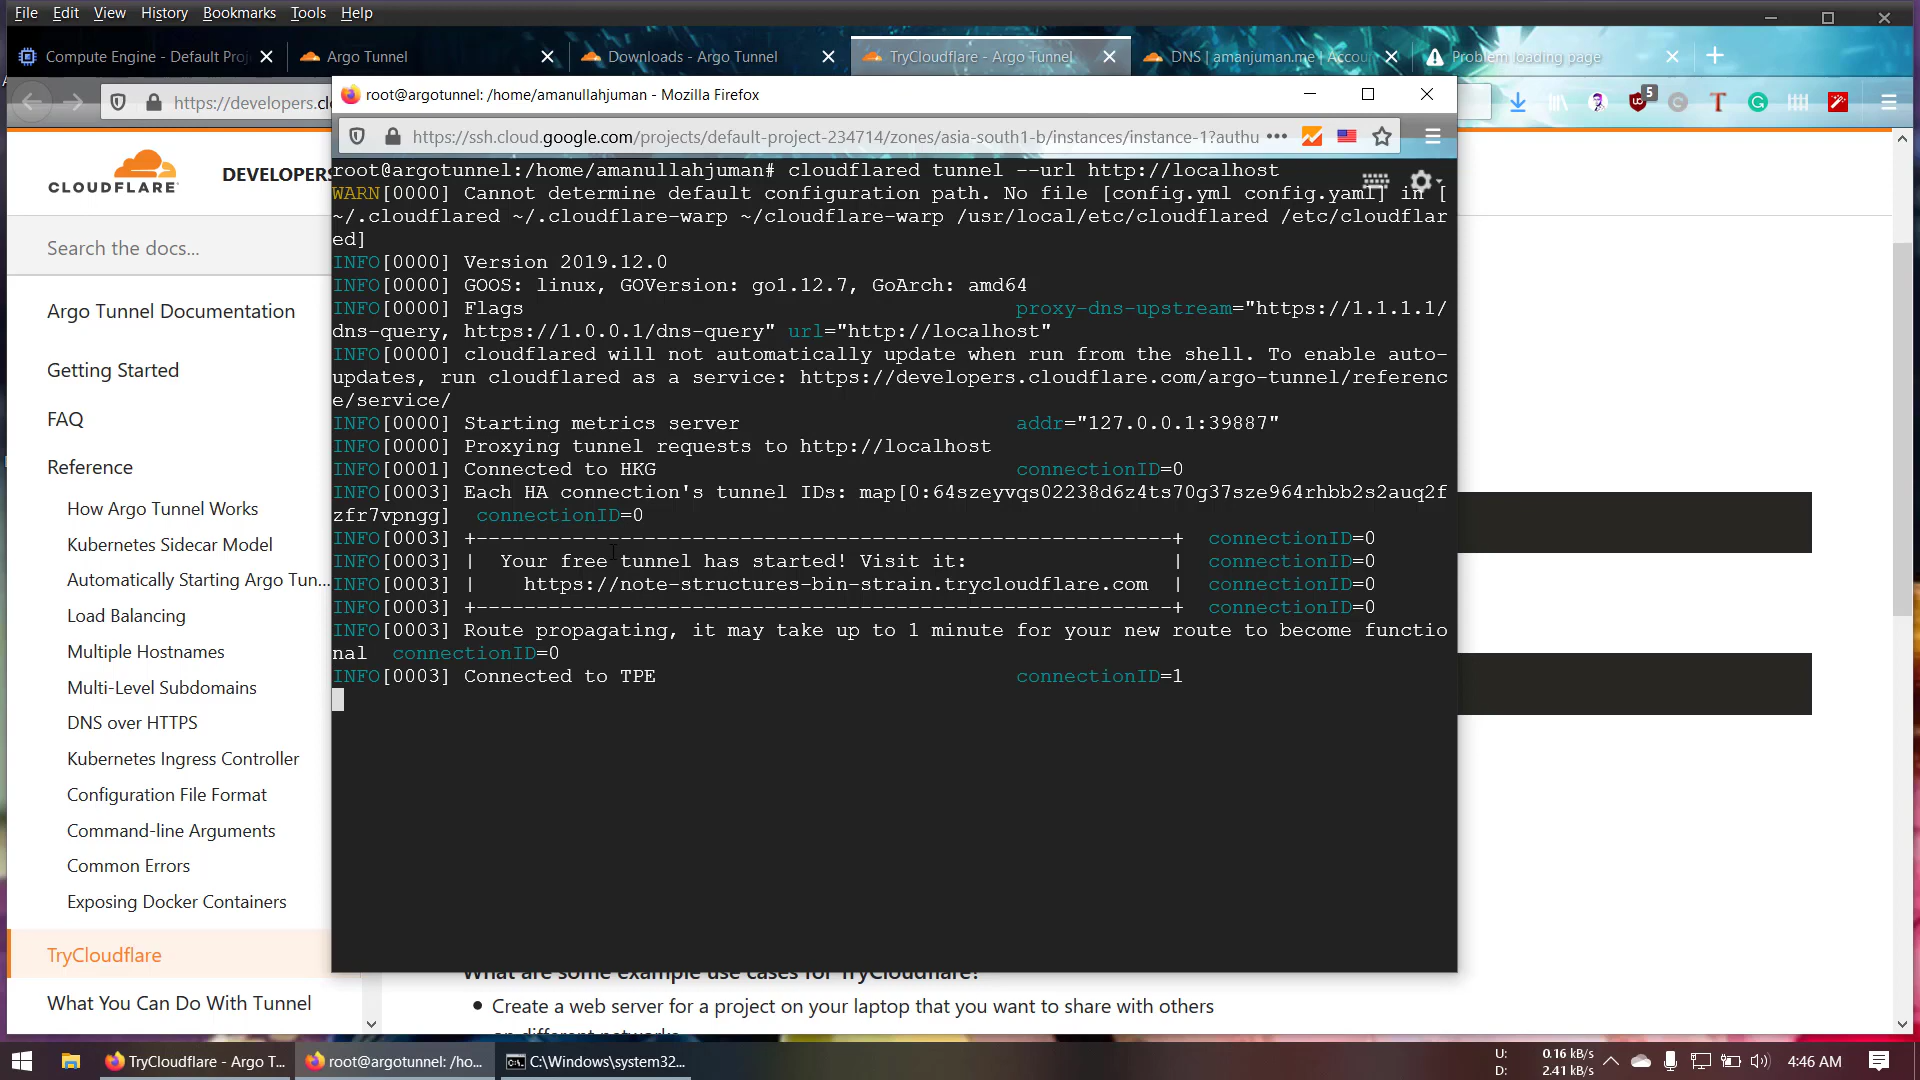 File Edit View History Bookmarks Tools Help
Compute Engine - Default Proj
Argo Tunnel
Downloads - Argo Tunnel
TryCloudflare - Argo Tunnel
DNS | amanjuman.me | Accou
Problem loading page
https://developers.cl
5
root@argotunnel: /home/amanullahjuman - Mozilla Firefox
https://ssh.cloud.google.com/projects/default-project-234714/zones/asia-south1-b/instances/instance-1?authu
CLOUDFLARE
DEVELOPERS
Search the docs...
Argo Tunnel Documentation
Getting Started
FAQ
Reference
How Argo Tunnel Works
Kubernetes Sidecar Model
Automatically Starting Argo Tun...
Load Balancing
Multiple Hostnames
Multi-Level Subdomains
DNS over HTTPS
Kubernetes Ingress Controller
Configuration File Format
Command-line Arguments
Common Errors
Exposing Docker Containers
TryCloudflare
What You Can Do With Tunnel
root@argotunnel:/home/amanullahjuman# cloudflared tunnel --url http://localhost
WARN[0000] Cannot determine default configuration path. No file [config.yml config.yaml] in [
~/.cloudflared ~/.cloudflare-warp ~/cloudflare-warp /usr/local/etc/cloudflared /etc/cloudflar
ed]
INFO[0000] Version 2019.12.0
INFO[0000] GOOS: linux, GOVersion: go1.12.7, GoArch: amd64
INFO[0000] Flags proxy-dns-upstream="https://1.1.1.1/
dns-query, https://1.0.0.1/dns-query" url="http://localhost"
INFO[0000] cloudflared will not automatically update when run from the shell. To enable auto-
updates, run cloudflared as a service: https://developers.cloudflare.com/argo-tunnel/referenc
e/service/
INFO[0000] Starting metrics server addr="127.0.0.1:39887"
INFO[0000] Proxying tunnel requests to http://localhost
INFO[0001] Connected to HKG connectionID=0
INFO[0003] Each HA connection's tunnel IDs: map[0:64szeyvqs02238d6z4ts70g37sze964rhbb2s2auq2f
zfr7vpngg] connectionID=0
INFO[0003] +----------------------------------------------------------+ connectionID=0
INFO[0003] | Your free tunnel has started! Visit it: | connectionID=0
INFO[0003] | https://note-structures-bin-strain.trycloudflare.com | connectionID=0
INFO[0003] +----------------------------------------------------------+ connectionID=0
INFO[0003] Route propagating, it may take up to 1 minute for your new route to become functio
nal connectionID=0
INFO[0003] Connected to TPE connectionID=1
What are some example use cases for TryCloudflare?
Create a web server for a project on your laptop that you want to share with others
on different networks
TryCloudflare - Argo T...
root@argotunnel: /ho...
C:\Windows\system32...
U: 0.16 kB/s
D: 2.41 kB/s
4:46 AM